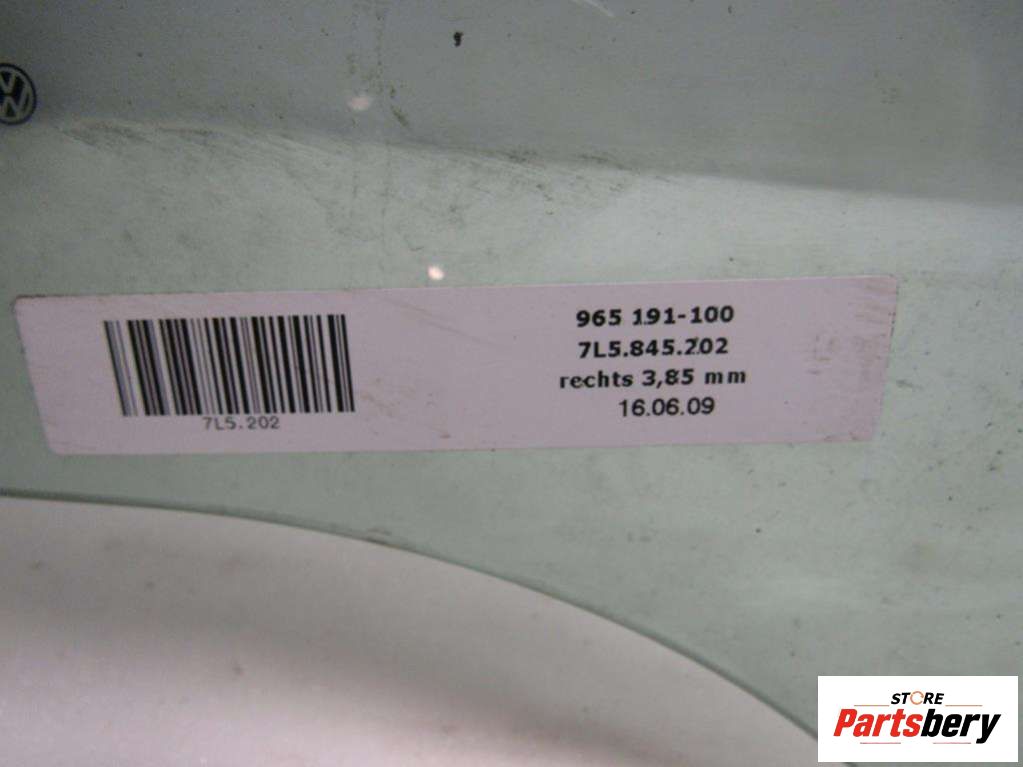 965 191-100
7L5.845.202
rechts 3,85 mm
16.06.09
7L5.202
STORE
Partsbery